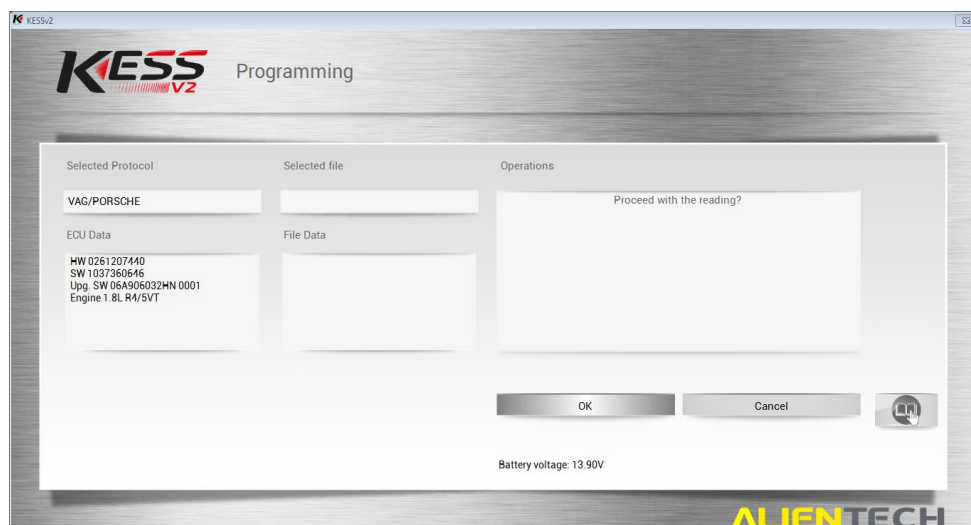 KESSv2
KESS V2
Programming
Selected Protocol
Selected file
Operations
VAG/PORSCHE
Proceed with the reading?
ECU Data
File Data
HW 0261207440
SW 1037360646
Upg. SW 06A906032HN 0001
Engine 1.8L R4/5VT
OK
Cancel
Battery voltage: 13.90V
ALIENTECH